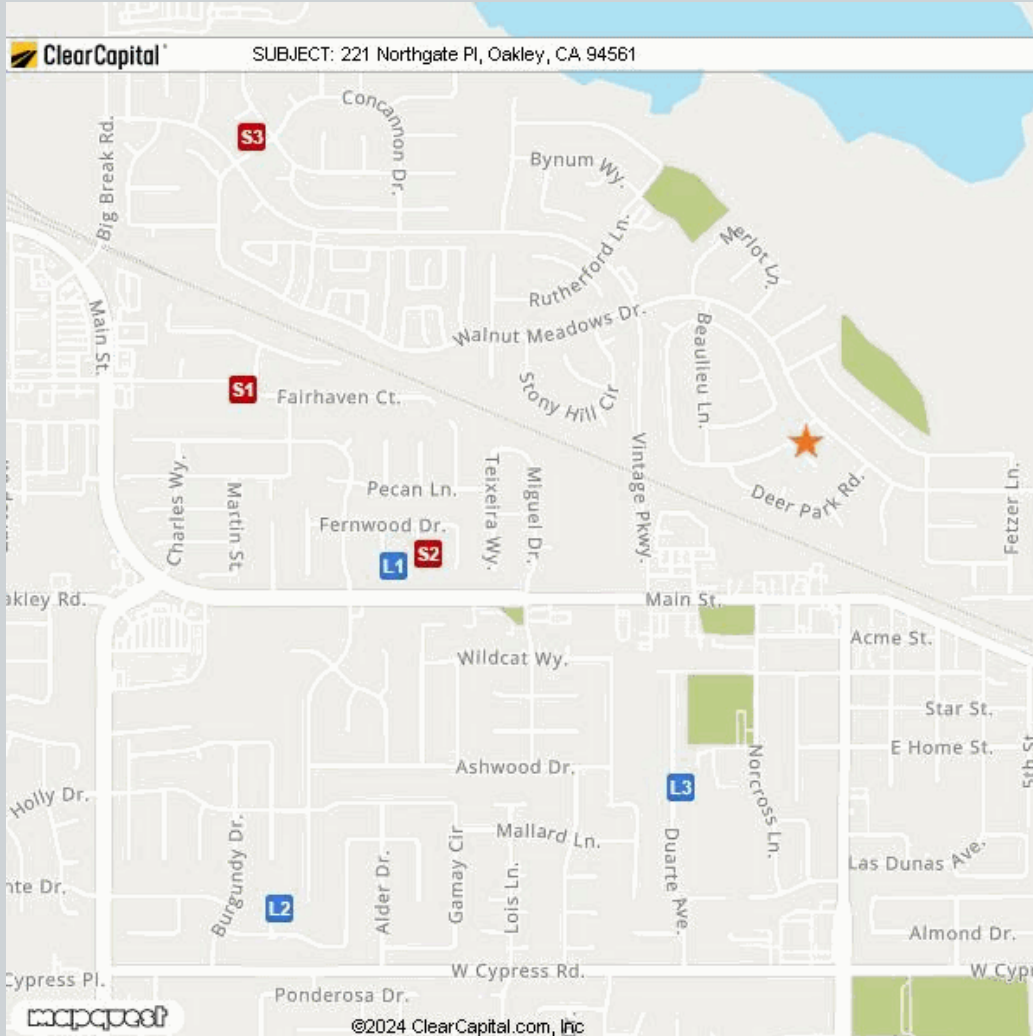 ClearCapital
SUBJECT: 221 Northgate Pl, Oakley, CA 94561
Concannon Dr.
Big Break Rd.
S3
Bynum Wy.
Merlot Ln.
Rutherford Ln.
Walnut Meadows Dr.
Main St.
Beaulieu Ln.
S1
Fairhaven Ct.
Stony Hill Cir
Vintage Pkwy.
Deer Park Rd.
Fetzer Ln.
Charles Wy.
Martin St.
Pecan Ln.
Teixeira Wy.
Miguel Dr.
Fernwood Dr.
L1
S2
akley Rd.
Main St.
Acme St.
Wildcat Wy.
Star St.
E Home St.
5th St
Ashwood Dr.
L3
Norcross Ln.
Holly Dr.
Mallard Ln.
Burgundy Dr.
Alder Dr.
Gamay Cir
Lois Ln.
Duarte Ave.
Las Dunas Ave.
nte Dr.
L2
Almond Dr.
Cypress Pl.
W Cypress Rd.
W Cypr
Ponderosa Dr.
mapquest
©2024 ClearCapital.com, Inc